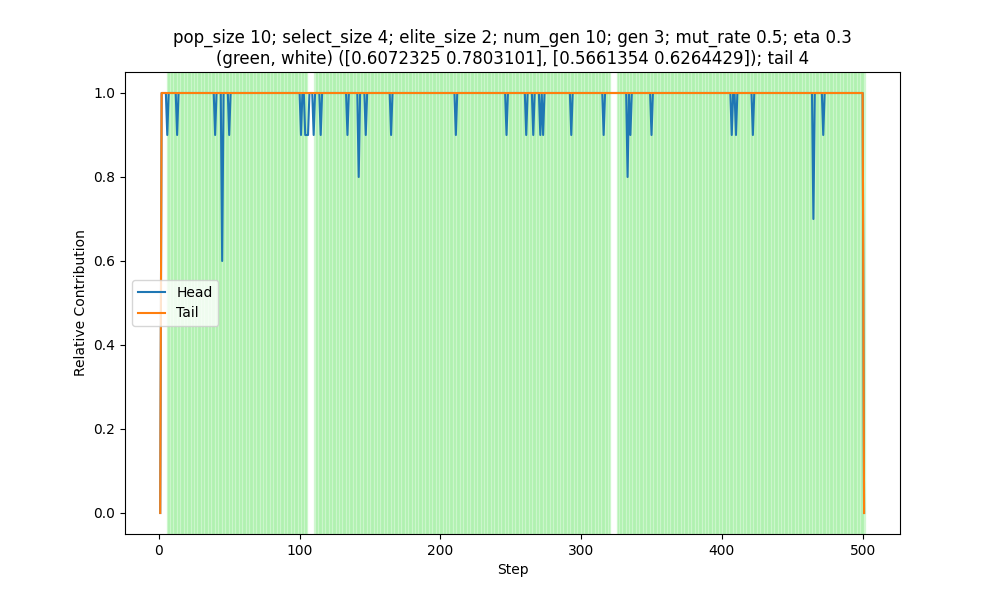 pop_size 10; select_size 4; elite_size 2; num_gen 10; gen 3; mut_rate 0.5; eta 0.3
(green, white) ([0.6072325 0.7803101], [0.5661354 0.6264429]); tail 4
1.0
0.8
0.6
0.4
0.2
0.0
Relative Contribution
Head
Tail
0
100
200
300
400
500
Step